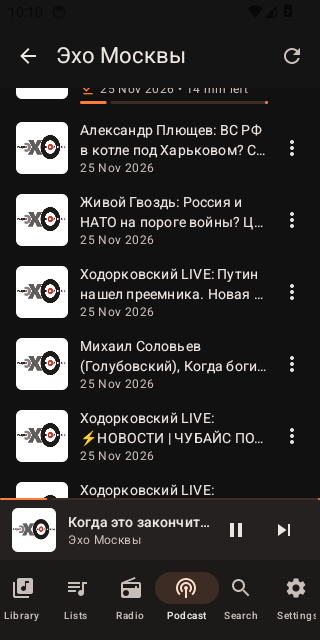 10:10
Эхо Москвы
25 Nov 2026 • 14 min left
Александр Плющев: ВС РФ
в котле под Харьковом? С…
25 Nov 2026
Живой Гвоздь: Россия и
НАТО на пороге войны? Ц…
25 Nov 2026
Ходорковский LIVE: Путин
нашел преемника. Новая …
25 Nov 2026
Михаил Соловьев
(Голубовский), Когда боги…
25 Nov 2026
Ходорковский LIVE:
⚡НОВОСТИ | ЧУБАЙС ПО…
25 Nov 2026
Ходорковский LIVE:
Когда это закончит…
Эхо Москвы
Library Lists Radio Podcast Search Settings